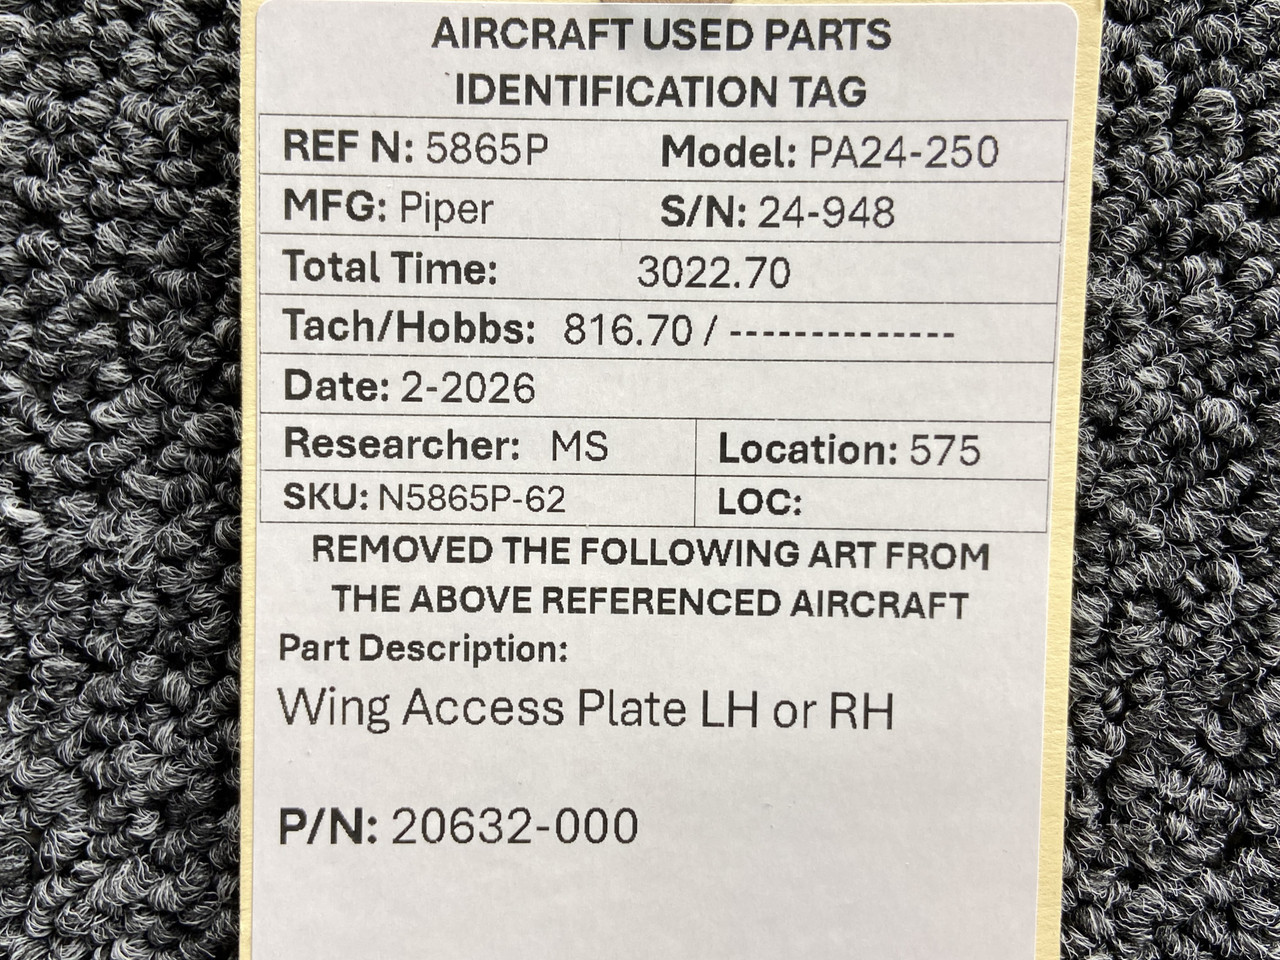 AIRCRAFT USED PARTS
IDENTIFICATION TAG
REF N: 5865P Model: PA24-250
MFG: Piper S/N: 24-948
Total Time: 3022.70
Tach/Hobbs: 816.70 / --------------
Date: 2-2026
Researcher: MS Location: 575
SKU: N5865P-62 LOC:
REMOVED THE FOLLOWING ART FROM
THE ABOVE REFERENCED AIRCRAFT
Part Description:
Wing Access Plate LH or RH
P/N: 20632-000